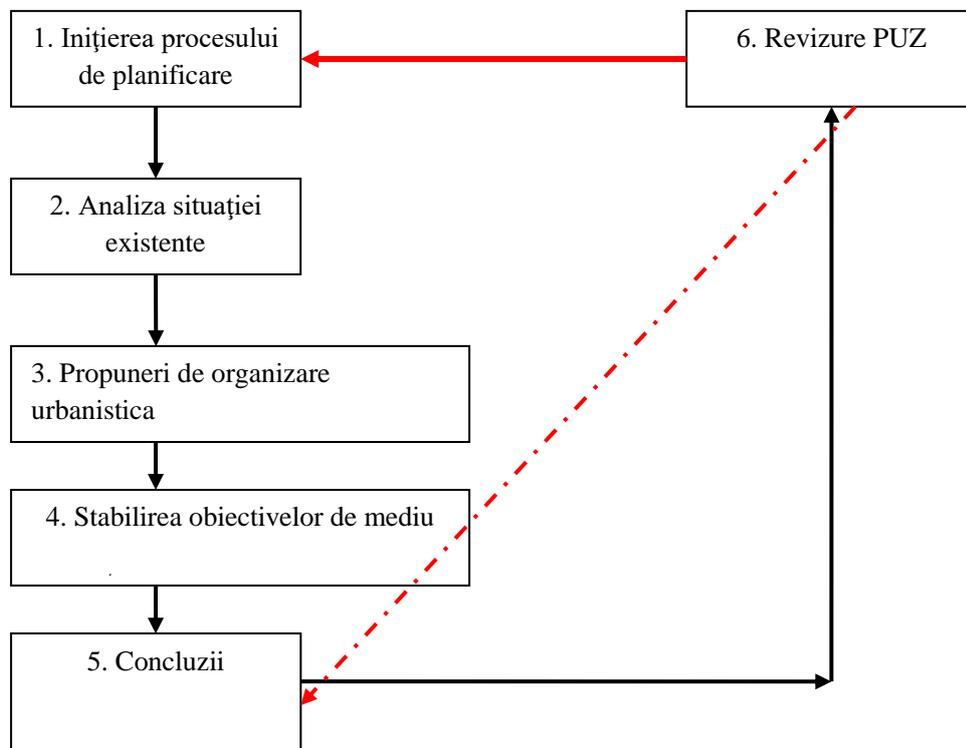 1. Iniţierea procesului
de planificare
6. Revizure PUZ
2. Analiza situaţiei
existente
3. Propuneri de organizare
urbanistica
4. Stabilirea obiectivelor de mediu
.
5. Concluzii